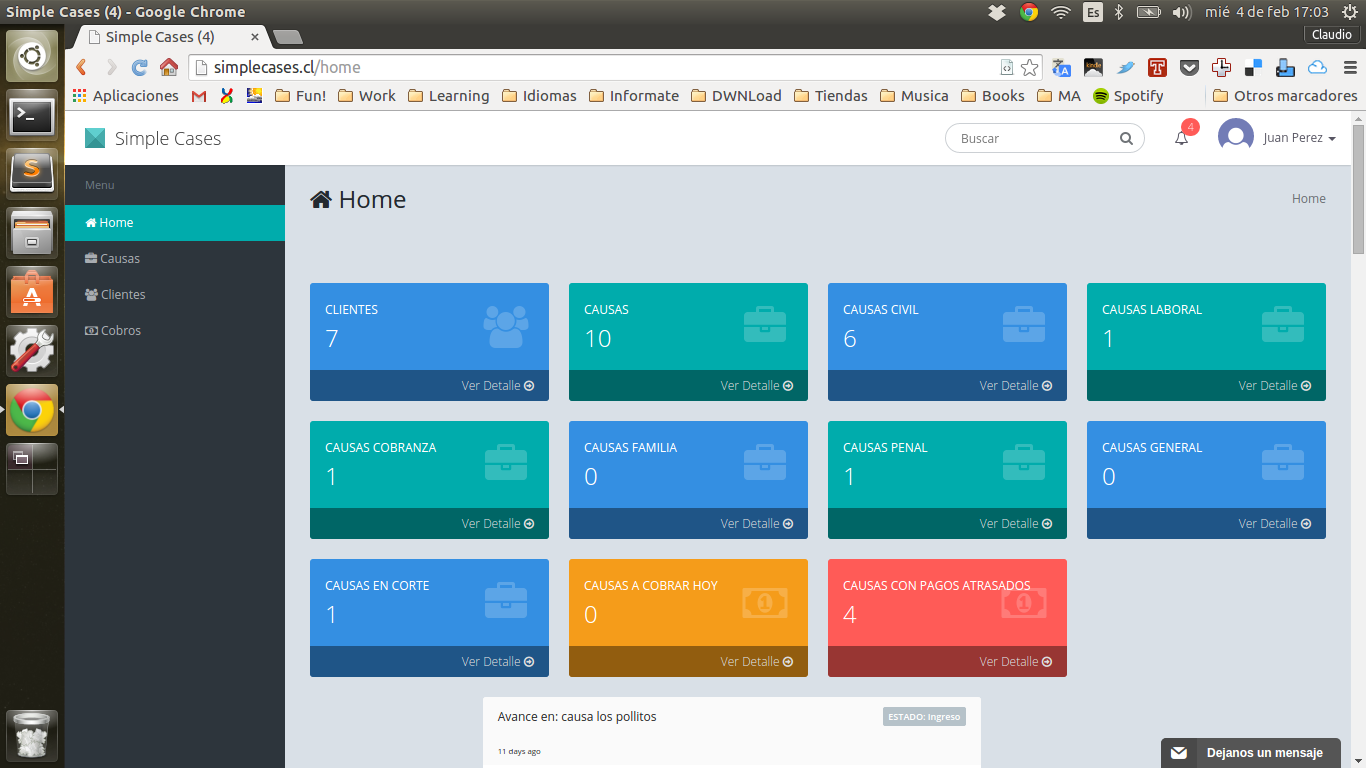 Simple Cases (4) - Google Chrome
Es
mié 4 de feb 17:03
Simple Cases (4)
Claudio
simplecases.cl/home
Aplicaciones
Fun!
Work
Learning
Idiomas
Informate
DWNLoad
Tiendas
Musica
Books
MA
Spotify
Otros marcadores
Simple Cases
Buscar
4
Juan Perez
Menu
Home
Causas
Clientes
Cobros
Home
Home
CLIENTES
7
Ver Detalle
CAUSAS
10
Ver Detalle
CAUSAS CIVIL
6
Ver Detalle
CAUSAS LABORAL
1
Ver Detalle
CAUSAS COBRANZA
1
Ver Detalle
CAUSAS FAMILIA
0
Ver Detalle
CAUSAS PENAL
1
Ver Detalle
CAUSAS GENERAL
0
Ver Detalle
CAUSAS EN CORTE
1
Ver Detalle
CAUSAS A COBRAR HOY
0
Ver Detalle
CAUSAS CON PAGOS ATRASADOS
4
Ver Detalle
Avance en: causa los pollitos
ESTADO: Ingreso
11 days ago
Dejanos un mensaje